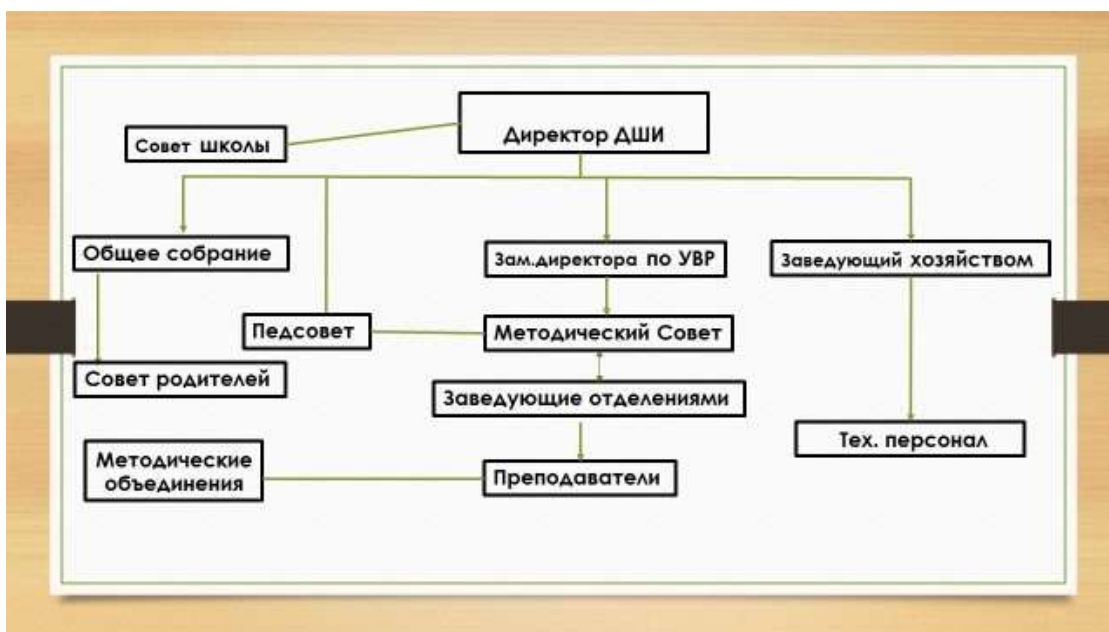 Директор ДШИ
Совет школы
Общее собрание
Зам.директора по УВР
Заведующий хозяйством
Педсовет
Методический Совет
Совет родителей
Заведующие отделениями
Тех. персонал
Методические
объединения
Преподаватели